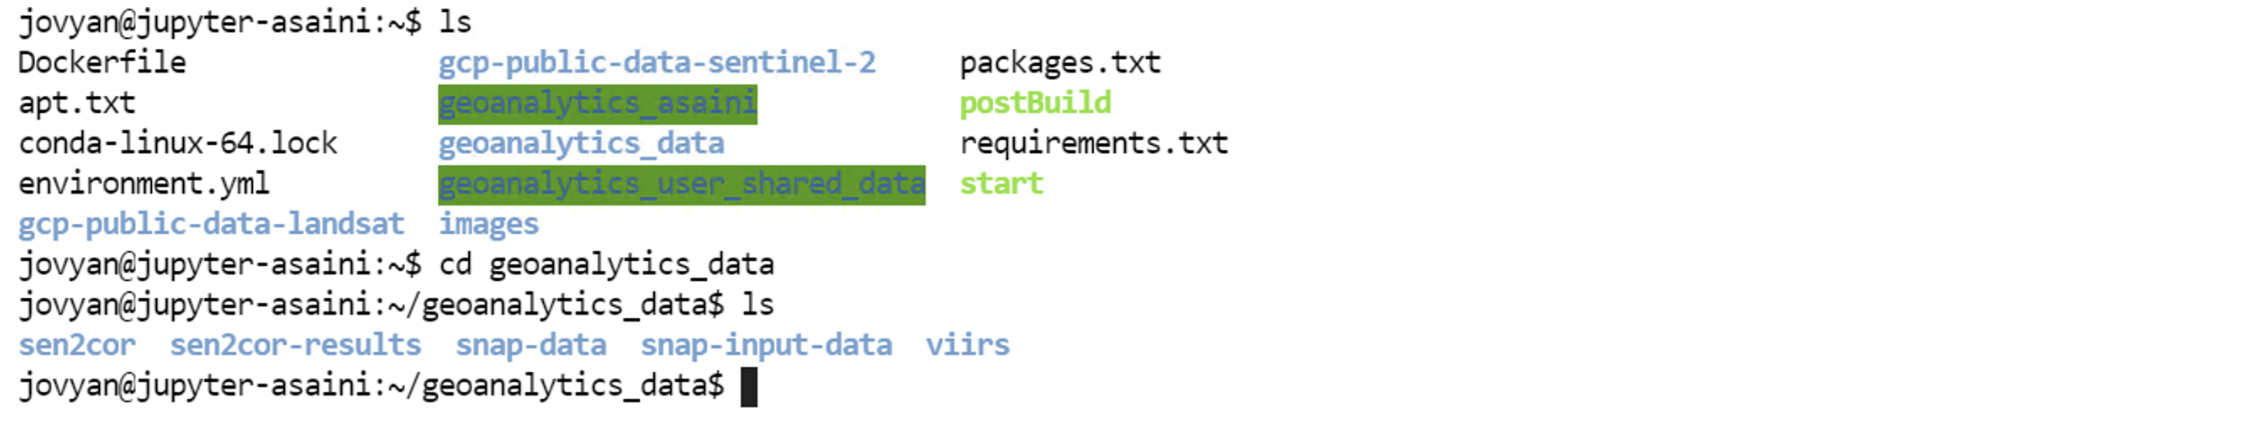 jovyan@jupyter-asaini:~$ ls
Dockerfile gcp-public-data-sentinel-2 packages.txt
apt.txt geoanalytics_asaini postBuild
conda-linux-64.lock geoanalytics_data requirements.txt
environment.yml geoanalytics_user_shared_data start
gcp-public-data-landsat images
jovyan@jupyter-asaini:~$ cd geoanalytics_data
jovyan@jupyter-asaini:~/geoanalytics_data$ ls
sen2cor sen2cor-results snap-data snap-input-data viirs
jovyan@jupyter-asaini:~/geoanalytics_data$